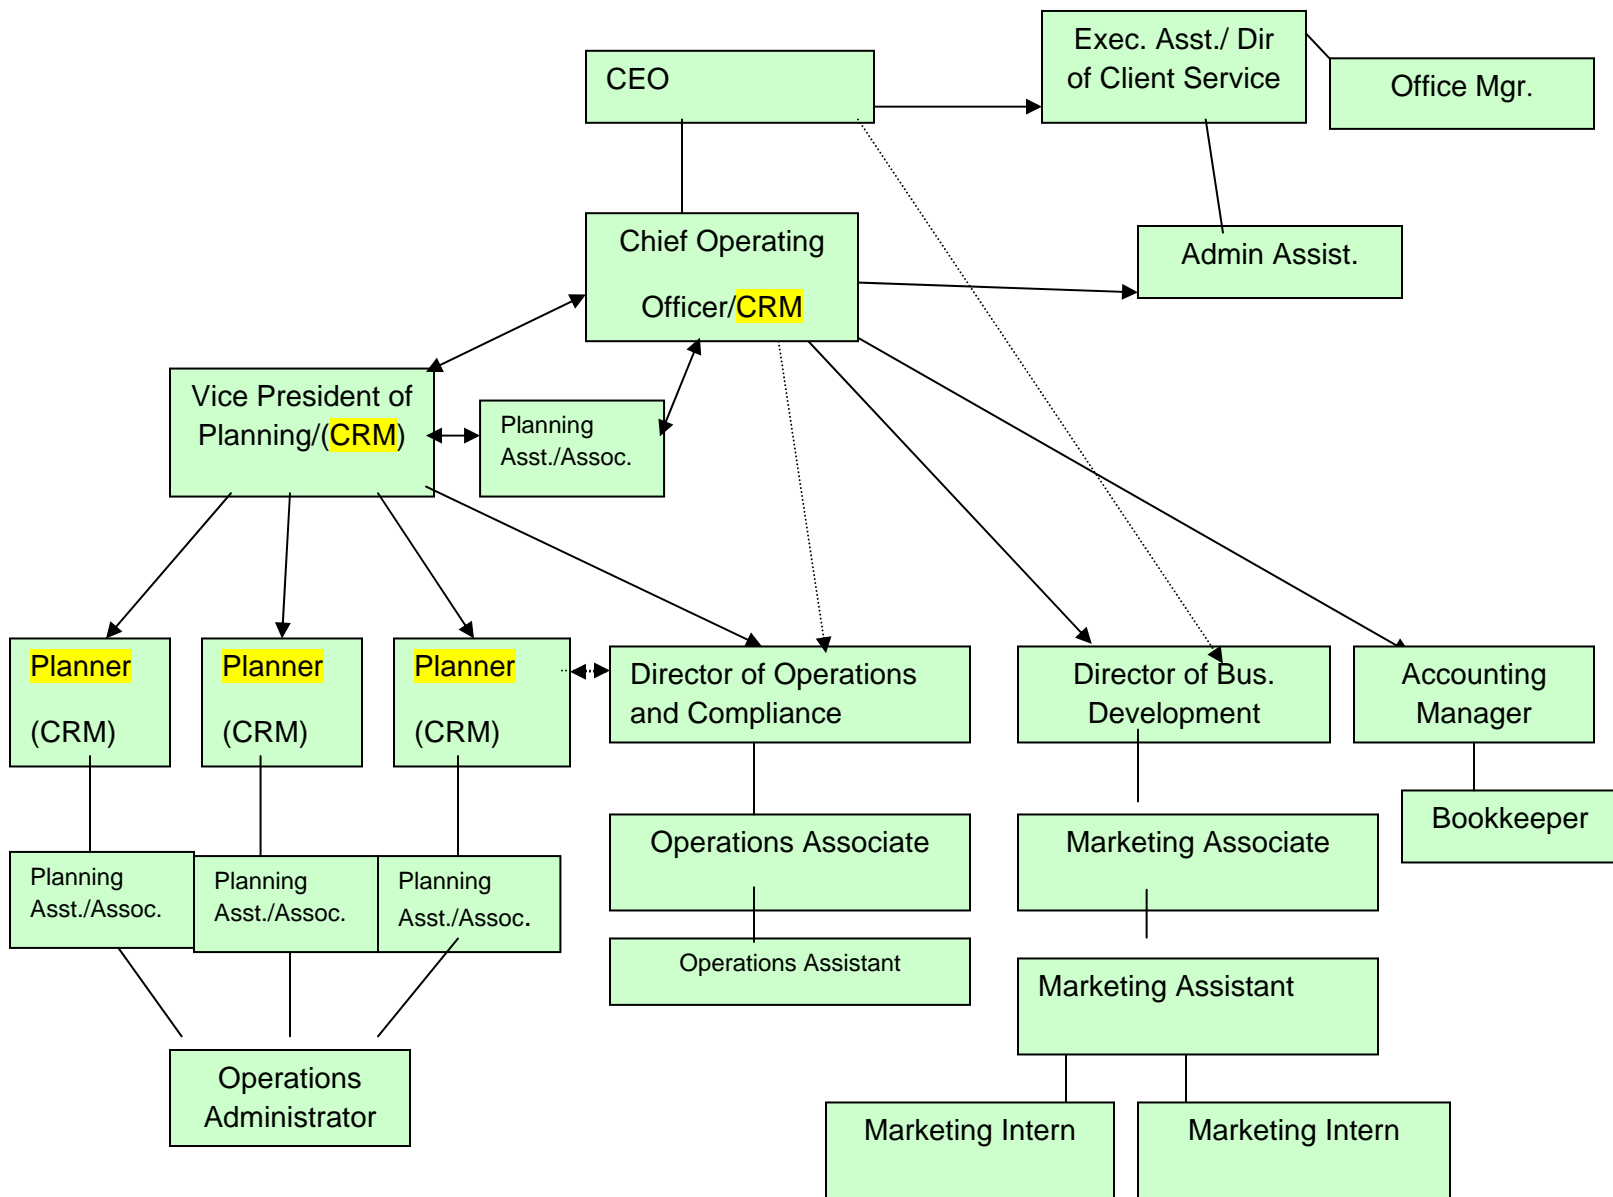 Exec. Asst./ Dir
of Client Service
CEO
Office Mgr.
Chief Operating
Officer/CRM
Admin Assist.
Vice President of
Planning/(CRM)
Planning
Asst./Assoc.
Planner
(CRM)
Planner
(CRM)
Planner
(CRM)
Director of Operations
and Compliance
Director of Bus.
Development
Accounting
Manager
Operations Associate
Marketing Associate
Bookkeeper
Planning
Asst./Assoc.
Planning
Asst./Assoc.
Planning
Asst./Assoc.
Operations Assistant
Marketing Assistant
Operations
Administrator
Marketing Intern
Marketing Intern